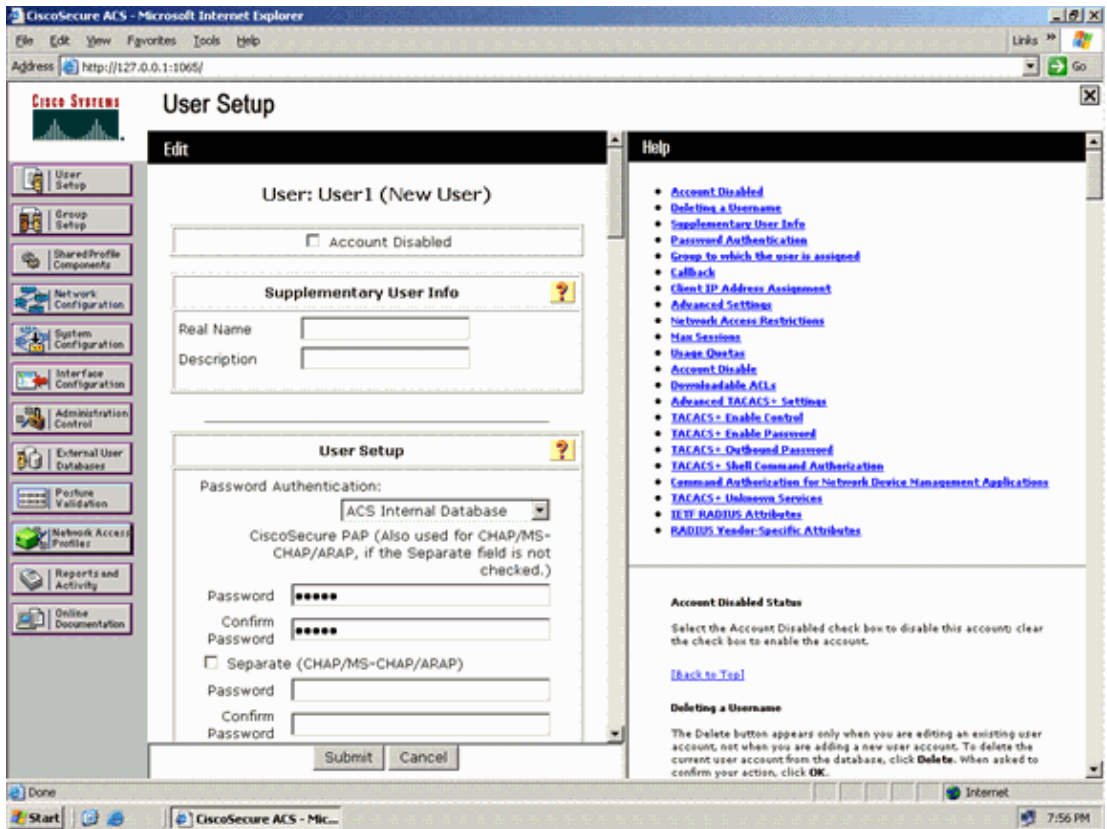 CiscoSecure ACS - Microsoft Internet Explorer
File Edit View Favorites Tools Help
Links »
Address http://127.0.0.1:1065/
Go
Cisco Systems
User Setup
Edit
Help
User Setup
Group Setup
Shared Profile Components
Network Configuration
System Configuration
Interface Configuration
Administration Control
External User Databases
Posture Validation
Network Access Profiles
Reports and Activity
Online Documentation
User: User1 (New User)
Account Disabled
Supplementary User Info
?
Real Name
Description
User Setup
?
Password Authentication:
ACS Internal Database
CiscoSecure PAP (Also used for CHAP/MS-
CHAP/ARAP, if the Separate field is not
checked.)
Password •••••
Confirm
Password •••••
Separate (CHAP/MS-CHAP/ARAP)
Password
Confirm
Password
Submit Cancel
Account Disabled
Deleting a Username
Supplementary User Info
Password Authentication
Group to which the user is assigned
Callback
Client IP Address Assignment
Advanced Settings
Network Access Restrictions
Max Sessions
Usage Quotas
Account Disable
Downloadable ACLs
Advanced TACACS+ Settings
TACACS+ Enable Control
TACACS+ Enable Password
TACACS+ Outbound Password
TACACS+ Shell Command Authorization
Command Authorization for Network Device Management Applications
TACACS+ Unknown Services
IETF RADIUS Attributes
RADIUS Vendor-Specific Attributes
Account Disabled Status
Select the Account Disabled check box to disable this account; clear
the check box to enable the account.
[Back to Top]
Deleting a Username
The Delete button appears only when you are editing an existing user
account, not when you are adding a new user account. To delete the
current user account from the database, click Delete. When asked to
confirm your action, click OK.
Done
Internet
Start
CiscoSecure ACS - Mic...
7:56 PM